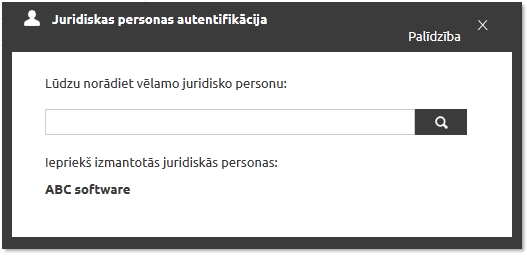 Juridiskas personas autentifikācija
Palīdzība
Lūdzu norādiet vēlamo juridisko personu:
Iepriekš izmantotās juridiskās personas:
ABC software